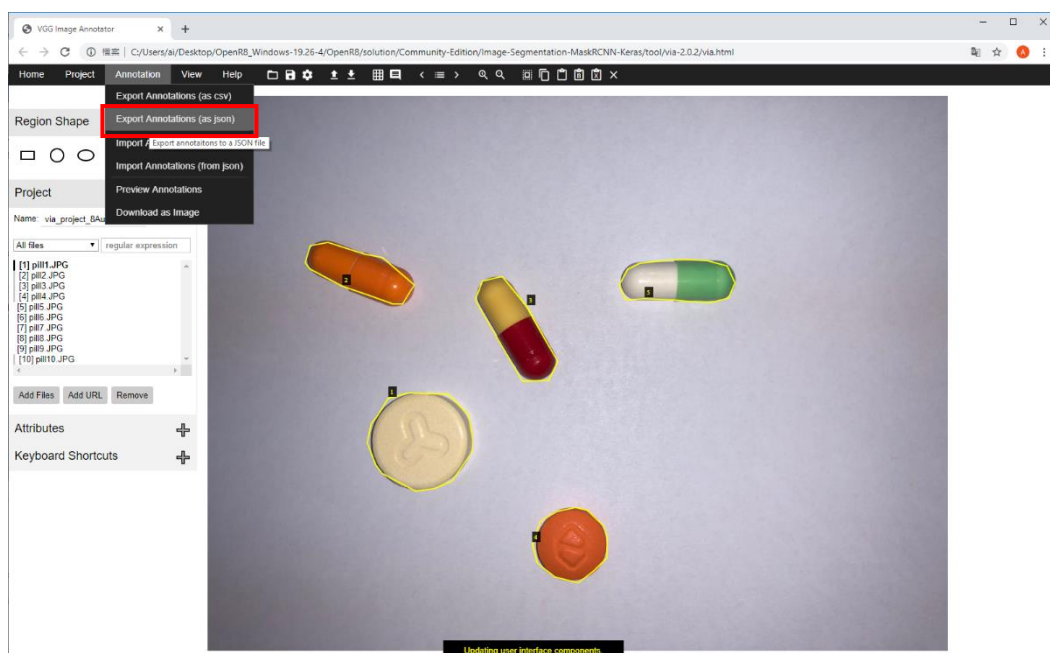 VGG Image Annotator
檔案 | C:/Users/ai/Desktop/OpenR8_Windows-19.26-4/OpenR8/solution/Community-Edition/Image-Segmentation-MaskRCNN-Keras/tool/via-2.0.2/via.html
A
Home Project Annotation View Help
Export Annotations (as csv)
Region Shape
Export Annotations (as json)
Import A
Export annotaitons to a JSON file
Import Annotations (from json)
Project
Preview Annotations
Name: via_project_8Au
Download as Image
All files regular expression
[1] pill1.JPG
[2] pill2.JPG
[3] pill3.JPG
[4] pill4.JPG
[5] pill5.JPG
[6] pill6.JPG
[7] pill7.JPG
[8] pill8.JPG
[9] pill9.JPG
[10] pill10.JPG
2
5
3
1
Add Files Add URL Remove
Attributes
Keyboard Shortcuts
4
Updating user interface components.